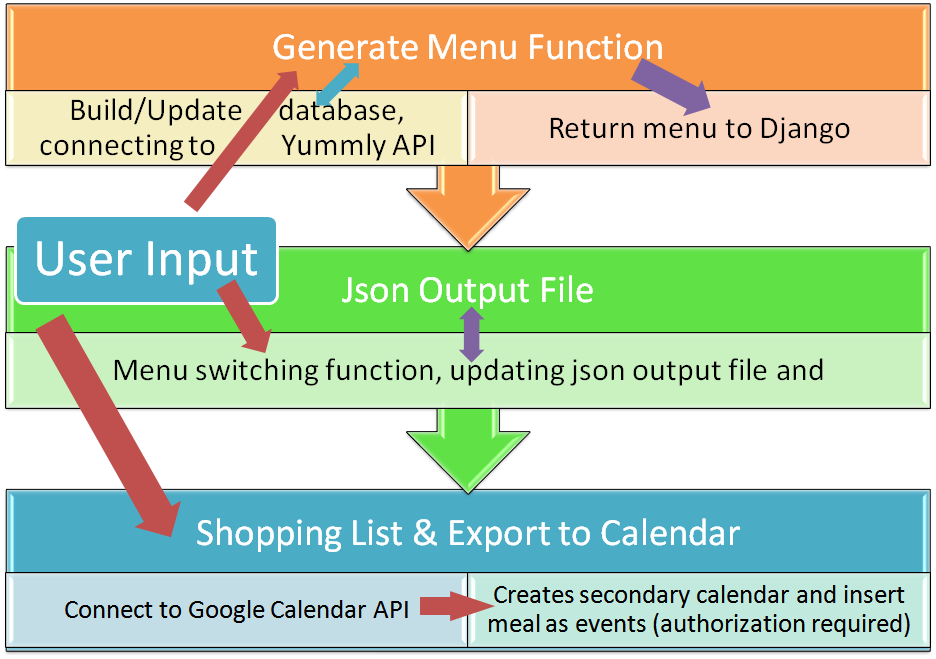 Generate Menu Function
Build/Update database,
connecting to Yummly API
Return menu to Django
User Input
Json Output File
Menu switching function, updating json output file and
Shopping List & Export to Calendar
Connect to Google Calendar API
Creates secondary calendar and insert
meal as events (authorization required)